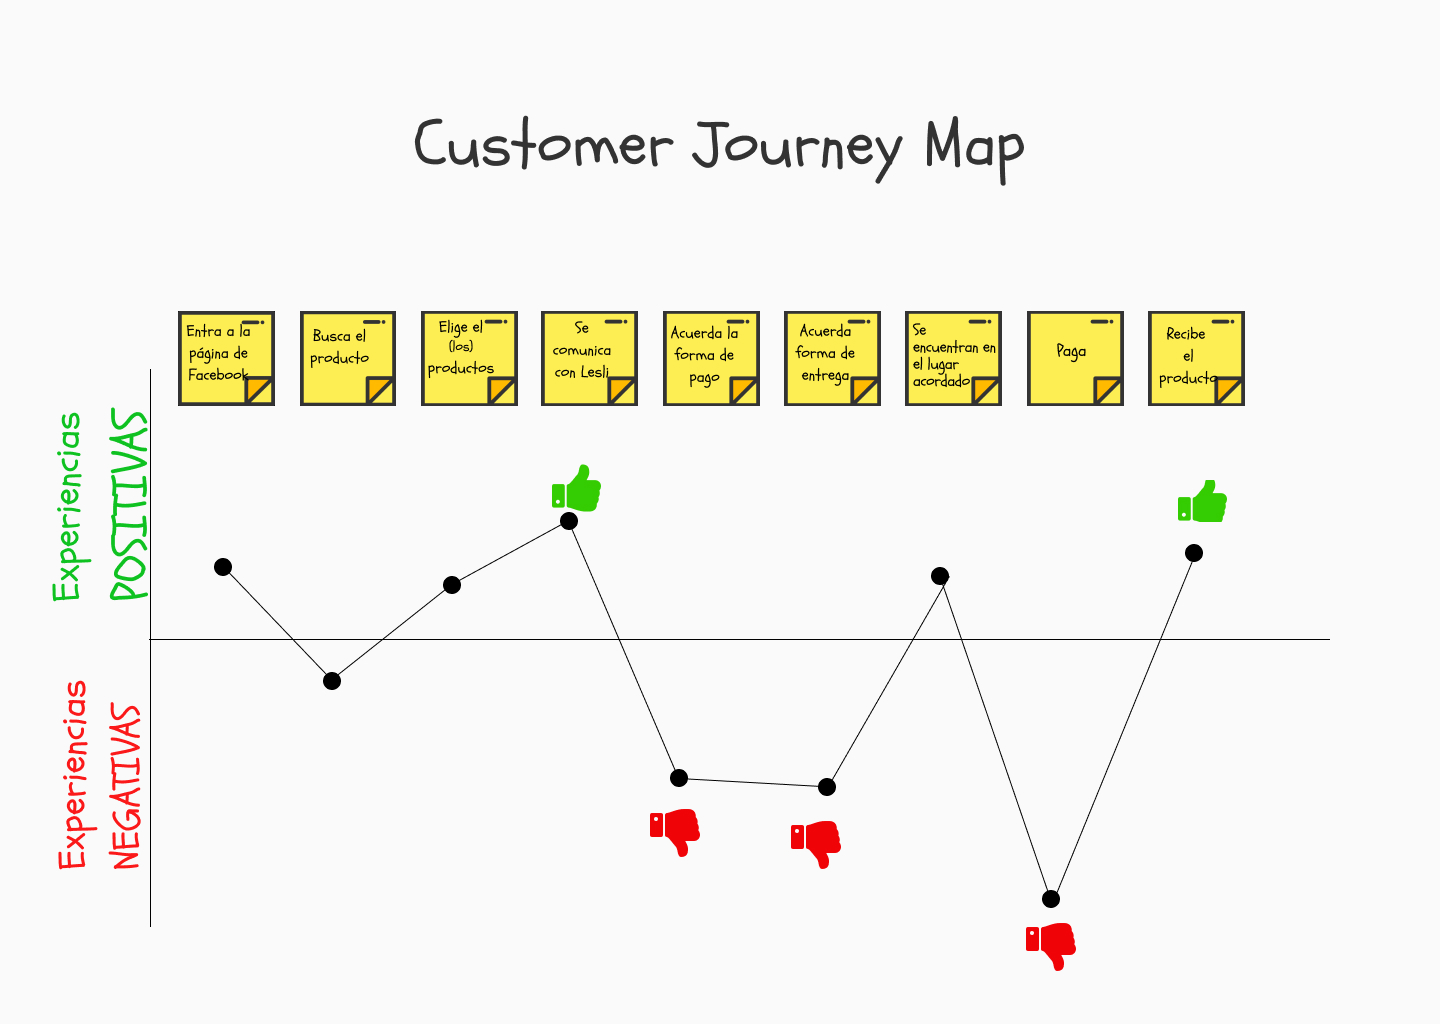 Customer Journey Map
Entra a la
página de
Facebook
Busca el
producto
Elige el
(los)
productos
Se
comunica
con Lesli
Acuerda la
forma de
pago
Acuerda
forma de
entrega
Se
encuentran en
el lugar
acordado
Paga
Recibe
el
producto
Experiencias
POSITIVAS
Experiencias
NEGATIVAS